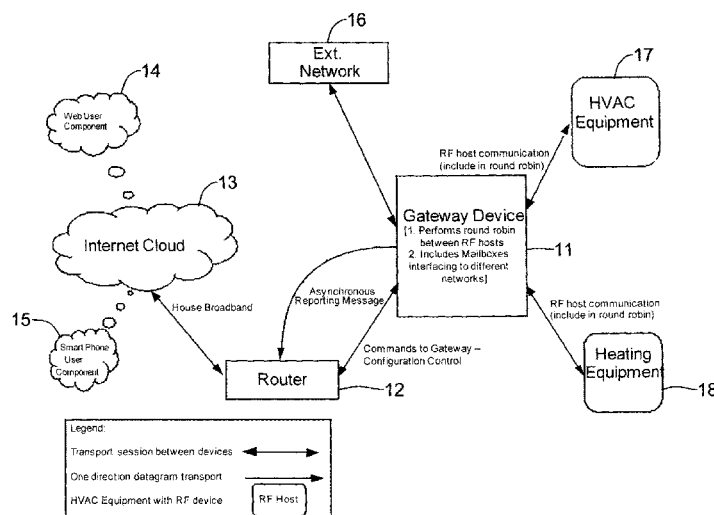 16
Ext.
Network
14
Web User
Component
17
HVAC
Equipment
13
Internet Cloud
RF host communication
(include in round robin)
Gateway Device
[1. Performs round robin
between RF hosts
2. Includes Mailboxes
interfacing to different
networks]
11
Asynchronous
Reporting Message
House Broadband
RF host communication
(include in round robin)
15
Smart Phone
User
Component
Commands to Gateway –
Configuration Control
Router
12
Heating
Equipment
18
Legend:
Transport session between devices
One direction datagram transport
HVAC Equipment with RF device
RF Host